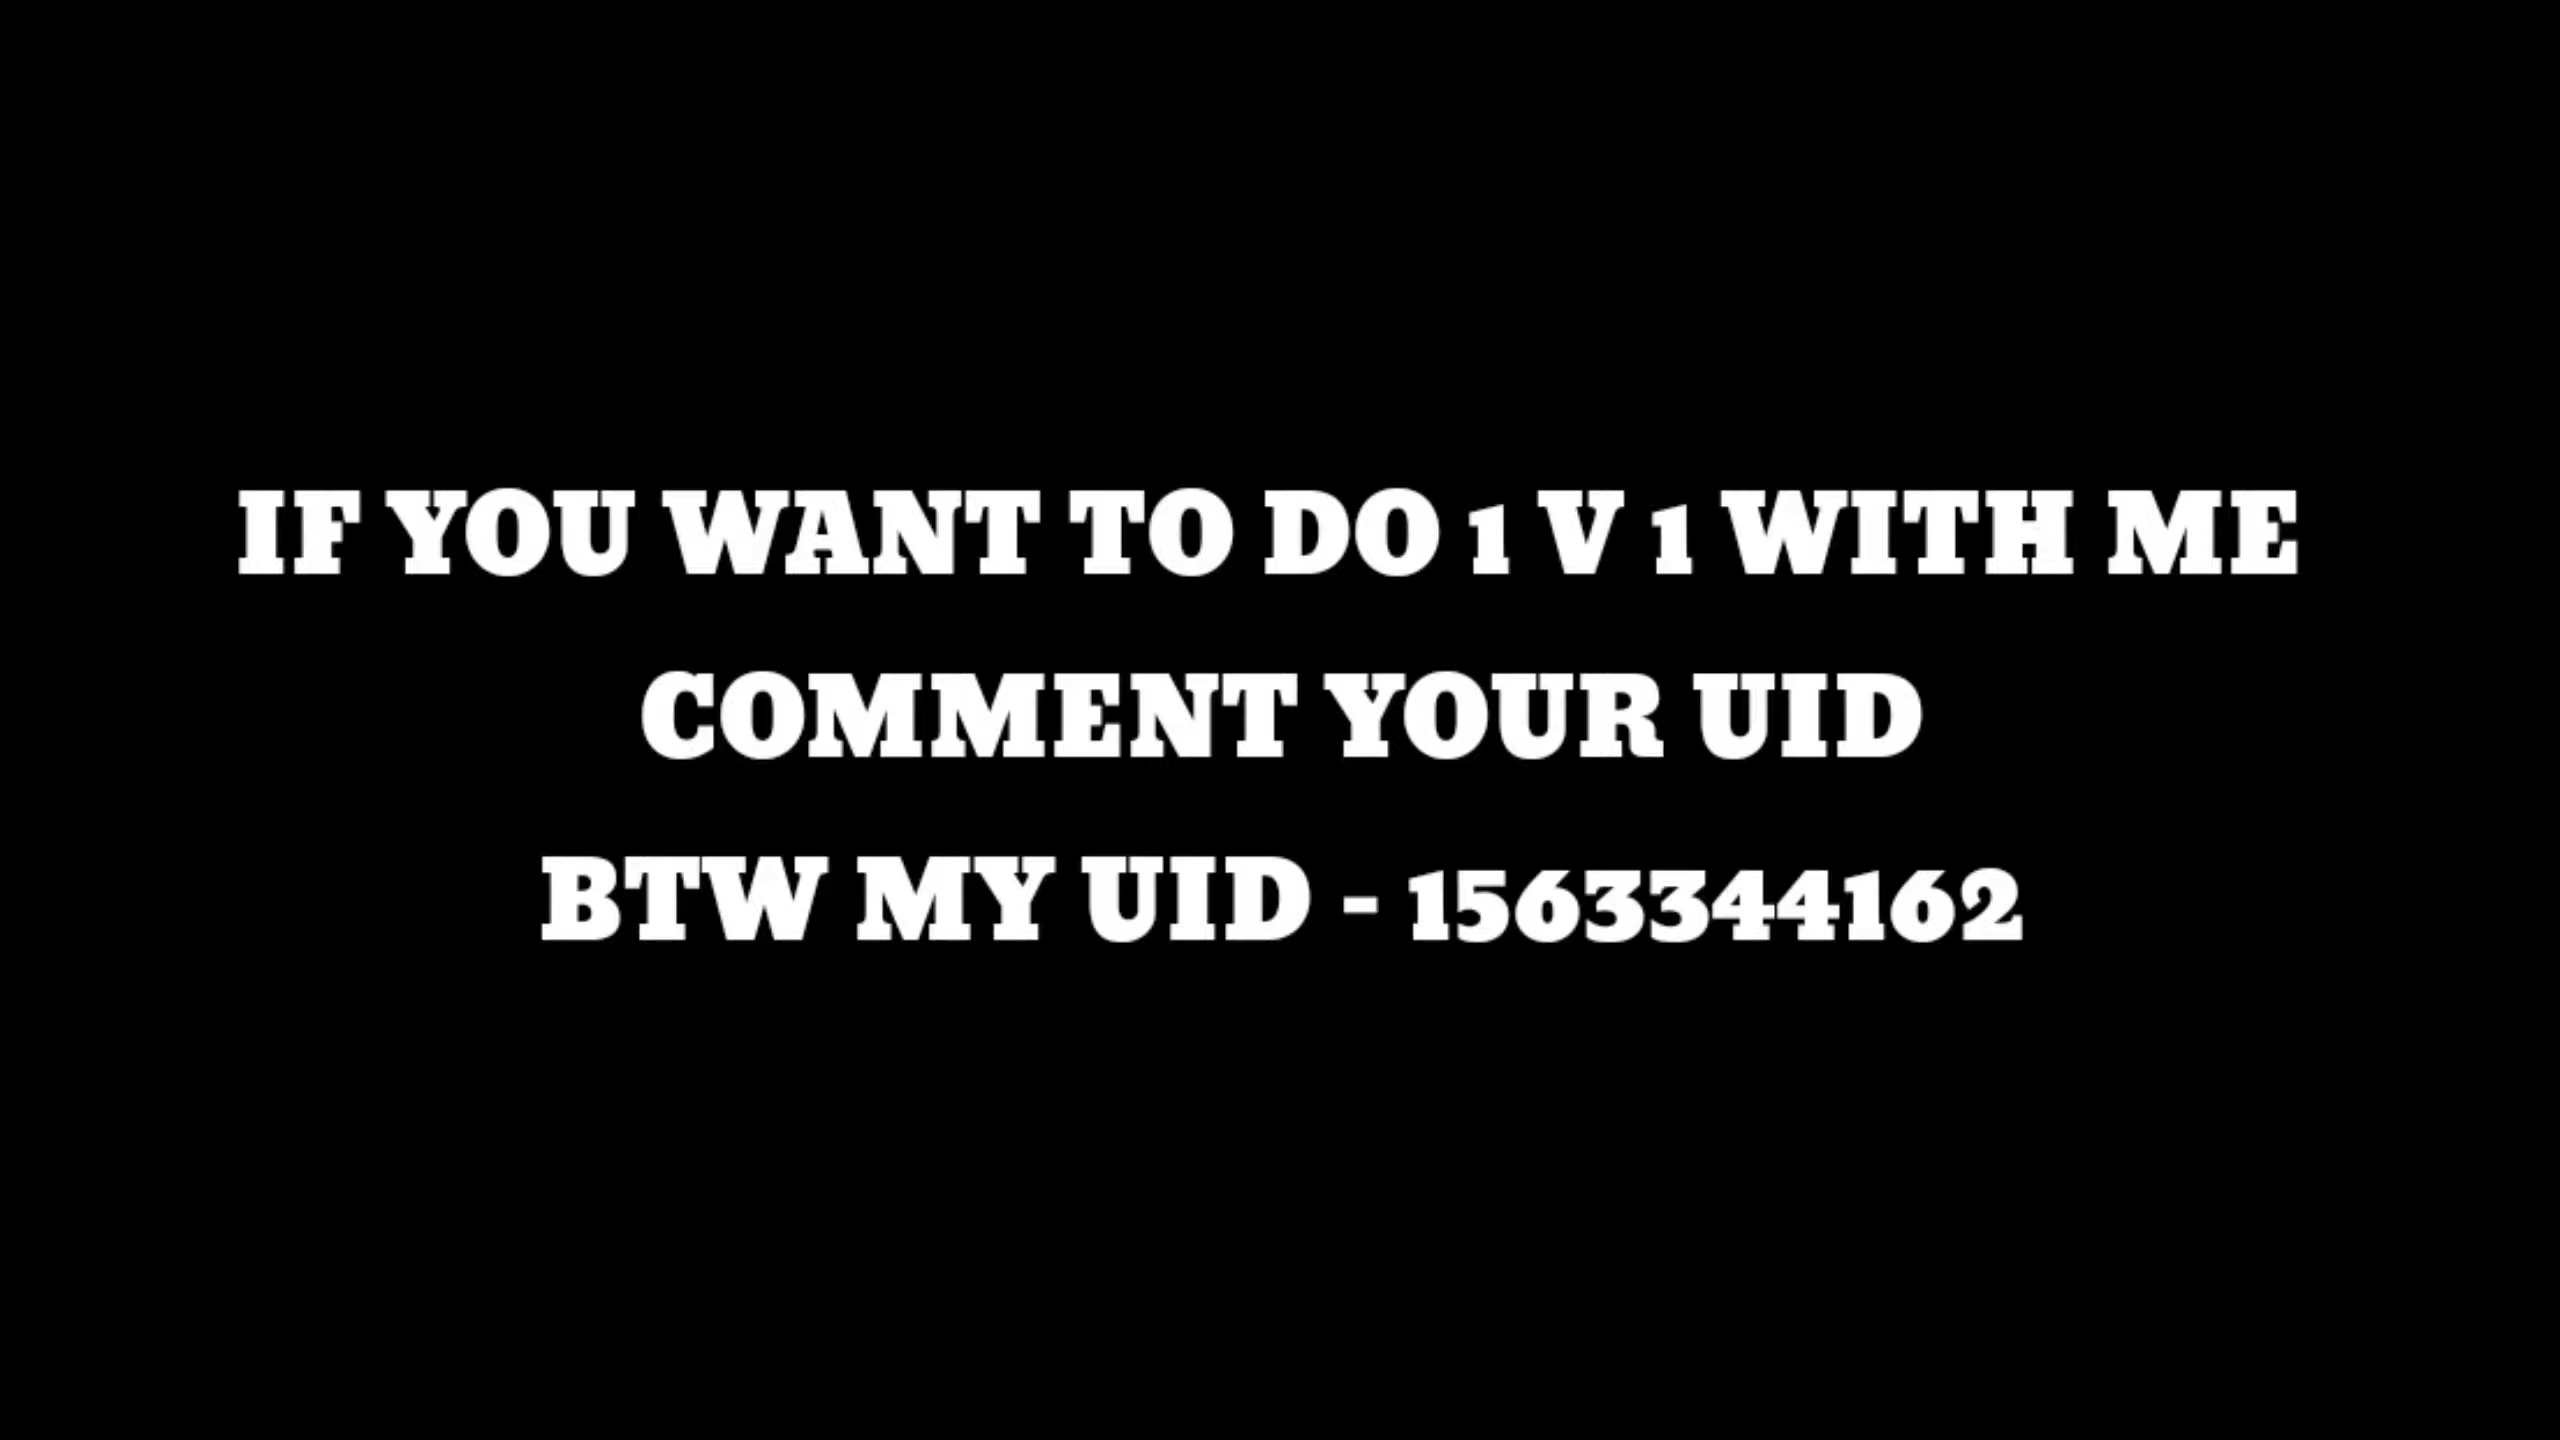 IF YOU WANT TO DO 1 V 1 WITH ME
COMMENT YOUR UID
BTW MY UID - 1563344162